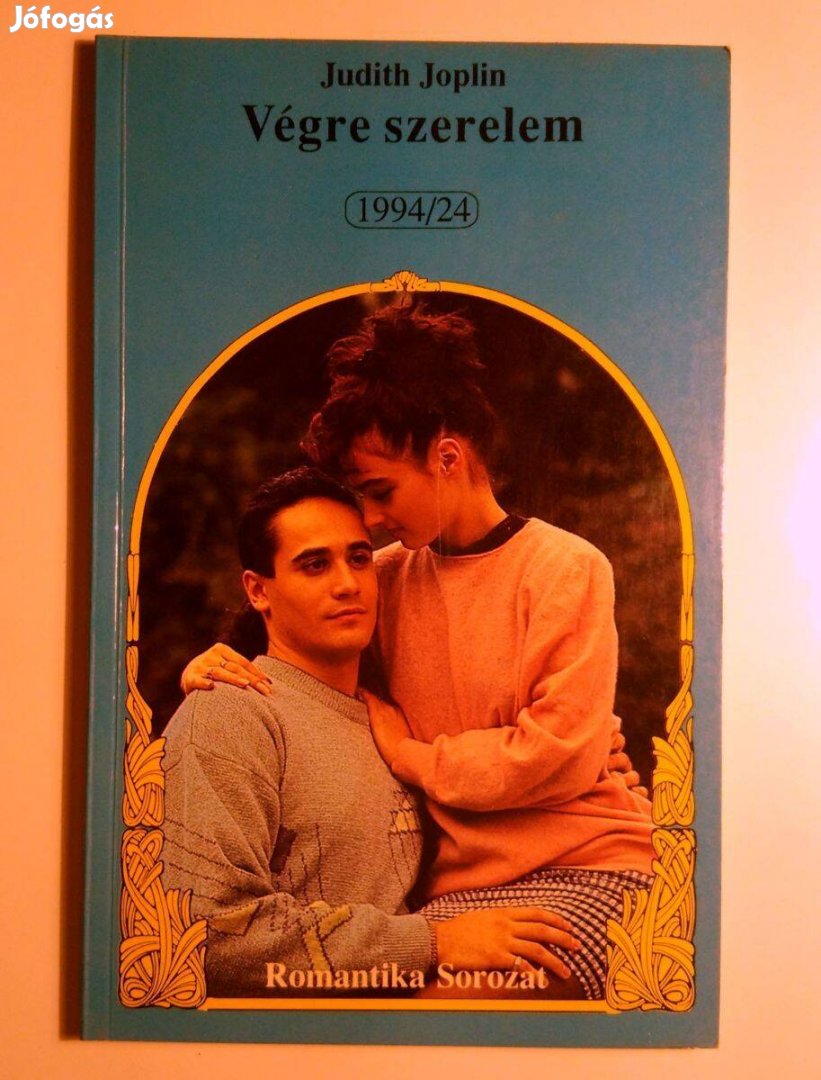 Jófogás
Judith Joplin
Végre szerelem
1994/24
Romantika Sorozat